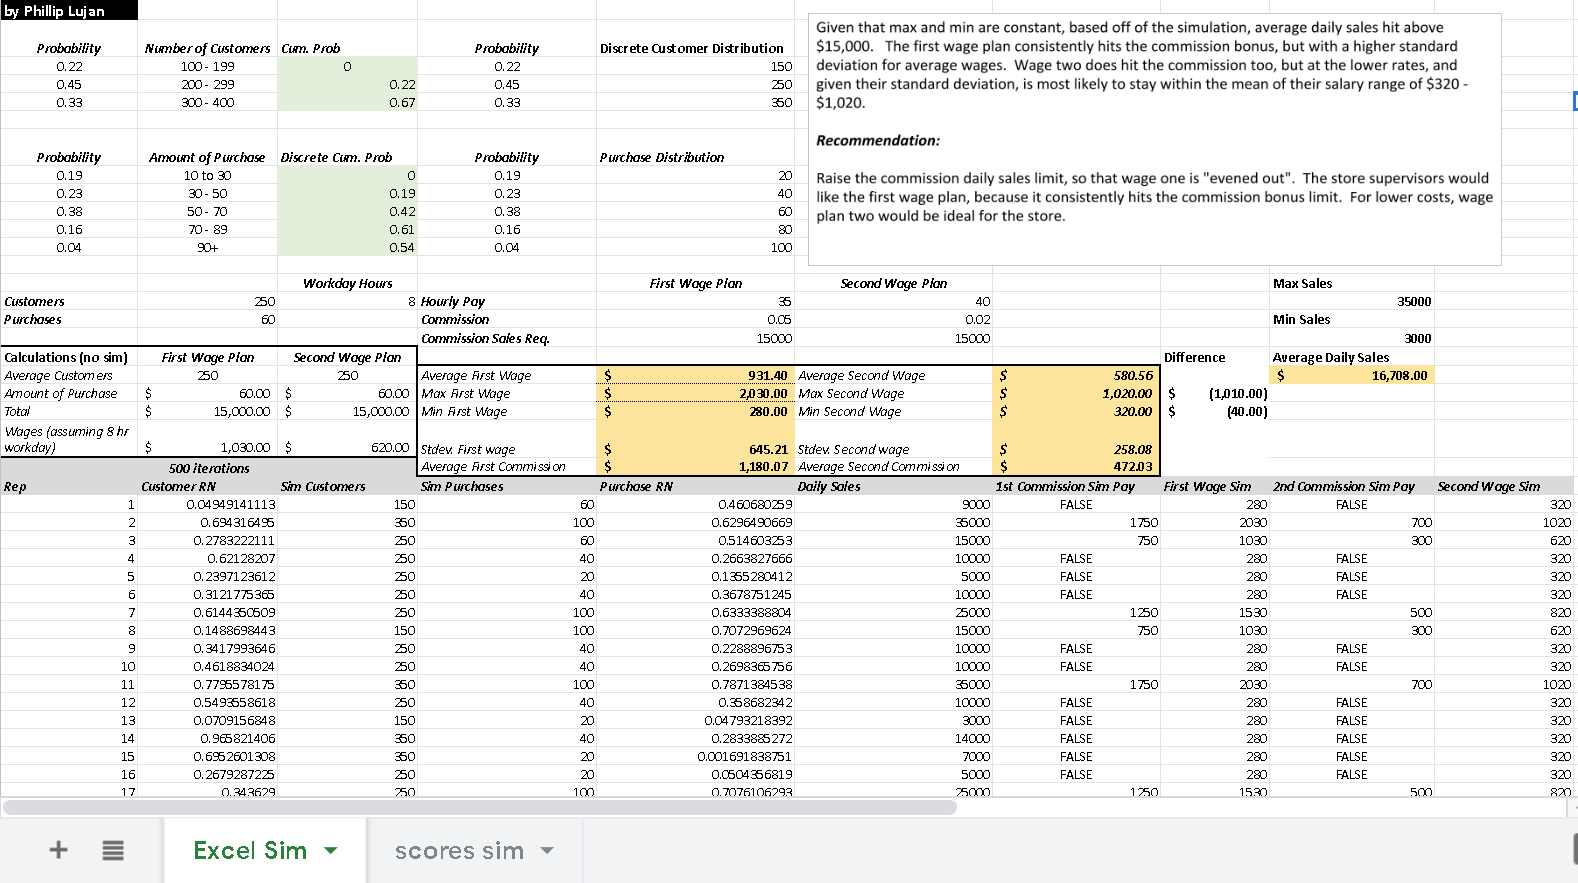 by Phillip Lujan
Given that max and min are constant, based off of the simulation, average daily sales hit above
$15,000.   The first wage plan consistently hits the commission bonus, but with a higher standard
deviation for average wages.  Wage two does hit the commission too, but at the lower rates, and
given their standard deviation, is most likely to stay within the mean of their salary range of $320 -
$1,020.
Recommendation:
Raise the commission daily sales limit, so that wage one is "evened out".  The store supervisors would
like the first wage plan, because it consistently hits the commission bonus limit.  For lower costs, wage
plan two would be ideal for the store.
Probability Number of Customers Cum. Prob Probability Discrete Customer Distribution
0.22 100 - 199 0 0.22 150
0.45 200 - 299 0.22 0.45 250
0.33 300 - 400 0.67 0.33 350
Probability Amount of Purchase Discrete Cum. Prob Probability Purchase Distribution
0.19 10 to 30 0 0.19 20
0.23 30 - 50 0.19 0.23 40
0.38 50 - 70 0.42 0.38 60
0.16 70 - 89 0.61 0.16 80
0.04 90+ 0.54 0.04 100
Workday Hours First Wage Plan Second Wage Plan Max Sales
Customers 250 8 Hourly Pay 35 40 35000
Purchases 60 Commission 0.05 0.02 Min Sales
Commission Sales Req. 15000 15000 3000
Calculations (no sim) First Wage Plan Second Wage Plan Difference Average Daily Sales
Average Customers 250 250 Average First Wage $ 931.40 Average Second Wage $ 580.56 $ 16,708.00
Amount of Purchase $ 60.00 $ 60.00 Max First Wage $ 2,030.00 Max Second Wage $ 1,020.00 $ (1,010.00)
Total $ 15,000.00 $ 15,000.00 Min First Wage $ 280.00 Min Second Wage $ 320.00 $ (40.00)
Wages (assuming 8 hr
workday) $ 1,030.00 $ 620.00 Stdev. First wage $ 645.21 Stdev. Second wage $ 258.08
500 iterations Average First Commission $ 1,180.07 Average Second Commission $ 472.03
Rep Customer RN Sim Customers Sim Purchases Purchase RN Daily Sales 1st Commission Sim Pay First Wage Sim 2nd Commission Sim Pay Second Wage Sim
1 0.04949141113 150 60 0.460680259 9000 FALSE 280 FALSE 320
2 0.694316495 350 100 0.6296490669 35000 1750 2030 700 1020
3 0.2783222111 250 60 0.514603253 15000 750 1030 300 620
4 0.62128207 250 40 0.2663827666 10000 FALSE 280 FALSE 320
5 0.2397123612 250 20 0.1355280412 5000 FALSE 280 FALSE 320
6 0.3121775365 250 40 0.3678751245 10000 FALSE 280 FALSE 320
7 0.6144350509 250 100 0.6333388804 25000 1250 1530 500 820
8 0.1488698443 150 100 0.7072969624 15000 750 1030 300 620
9 0.3417993646 250 40 0.2288896753 10000 FALSE 280 FALSE 320
10 0.4618834024 250 40 0.2698365756 10000 FALSE 280 FALSE 320
11 0.7795578175 350 100 0.7871384538 35000 1750 2030 700 1020
12 0.5493558618 250 40 0.358682342 10000 FALSE 280 FALSE 320
13 0.0709156848 150 20 0.04793218392 3000 FALSE 280 FALSE 320
14 0.965821406 350 40 0.2833885272 14000 FALSE 280 FALSE 320
15 0.6952601308 350 20 0.001691838751 7000 FALSE 280 FALSE 320
16 0.2679287225 250 20 0.0504356819 5000 FALSE 280 FALSE 320
17 0.343629 250 100 0.7076106293 25000 1250 1530 500 820
Excel Sim scores sim